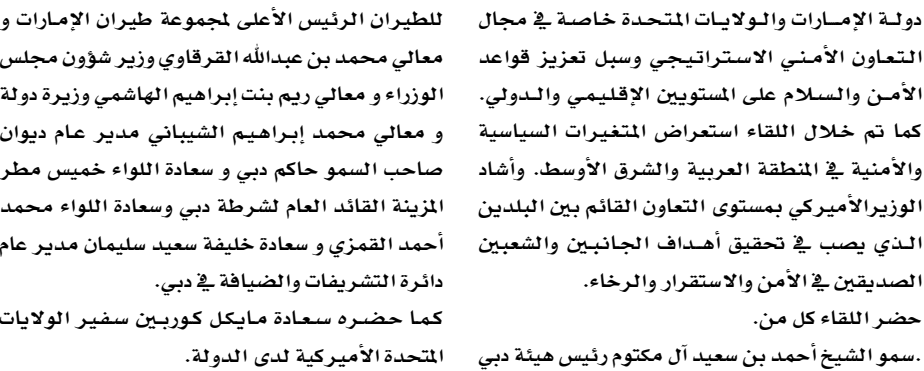 دولة الإمارات والولايات المتحدة خاصة في مجال
التعاون الأمني الاستراتيجي وسبل تعزيز قواعد
الأمن والسلام على المستويين الإقليمي والدولي.
كما تم خلال اللقاء استعراض المتغيرات السياسية
والأمنية في المنطقة العربية والشرق الأوسط. وأشاد
الوزيرالأميركي بمستوى التعاون القائم بين البلدين
الذي يصب في تحقيق أهداف الجانبين والشعبين
الصديقين في الأمن والاستقرار والرخاء.
حضر اللقاء كل من.
.سمو الشيخ أحمد بن سعيد آل مكتوم رئيس هيئة دبي
للطيران الرئيس الأعلى لمجموعة طيران الإمارات و
معالي محمد بن عبدالله القرقاوي وزير شؤون مجلس
الوزراء و معالي ريم بنت إبراهيم الهاشمي وزيرة دولة
و معالي محمد إبراهيم الشيباني مدير عام ديوان
صاحب السمو حاكم دبي و سعادة اللواء خميس مطر
المزينة القائد العام لشرطة دبي وسعادة اللواء محمد
أحمد القمزي و سعادة خليفة سعيد سليمان مدير عام
دائرة التشريفات والضيافة في دبي.
كما حضره سعادة مايكل كوربين سفير الولايات
المتحدة الأميركية لدى الدولة.